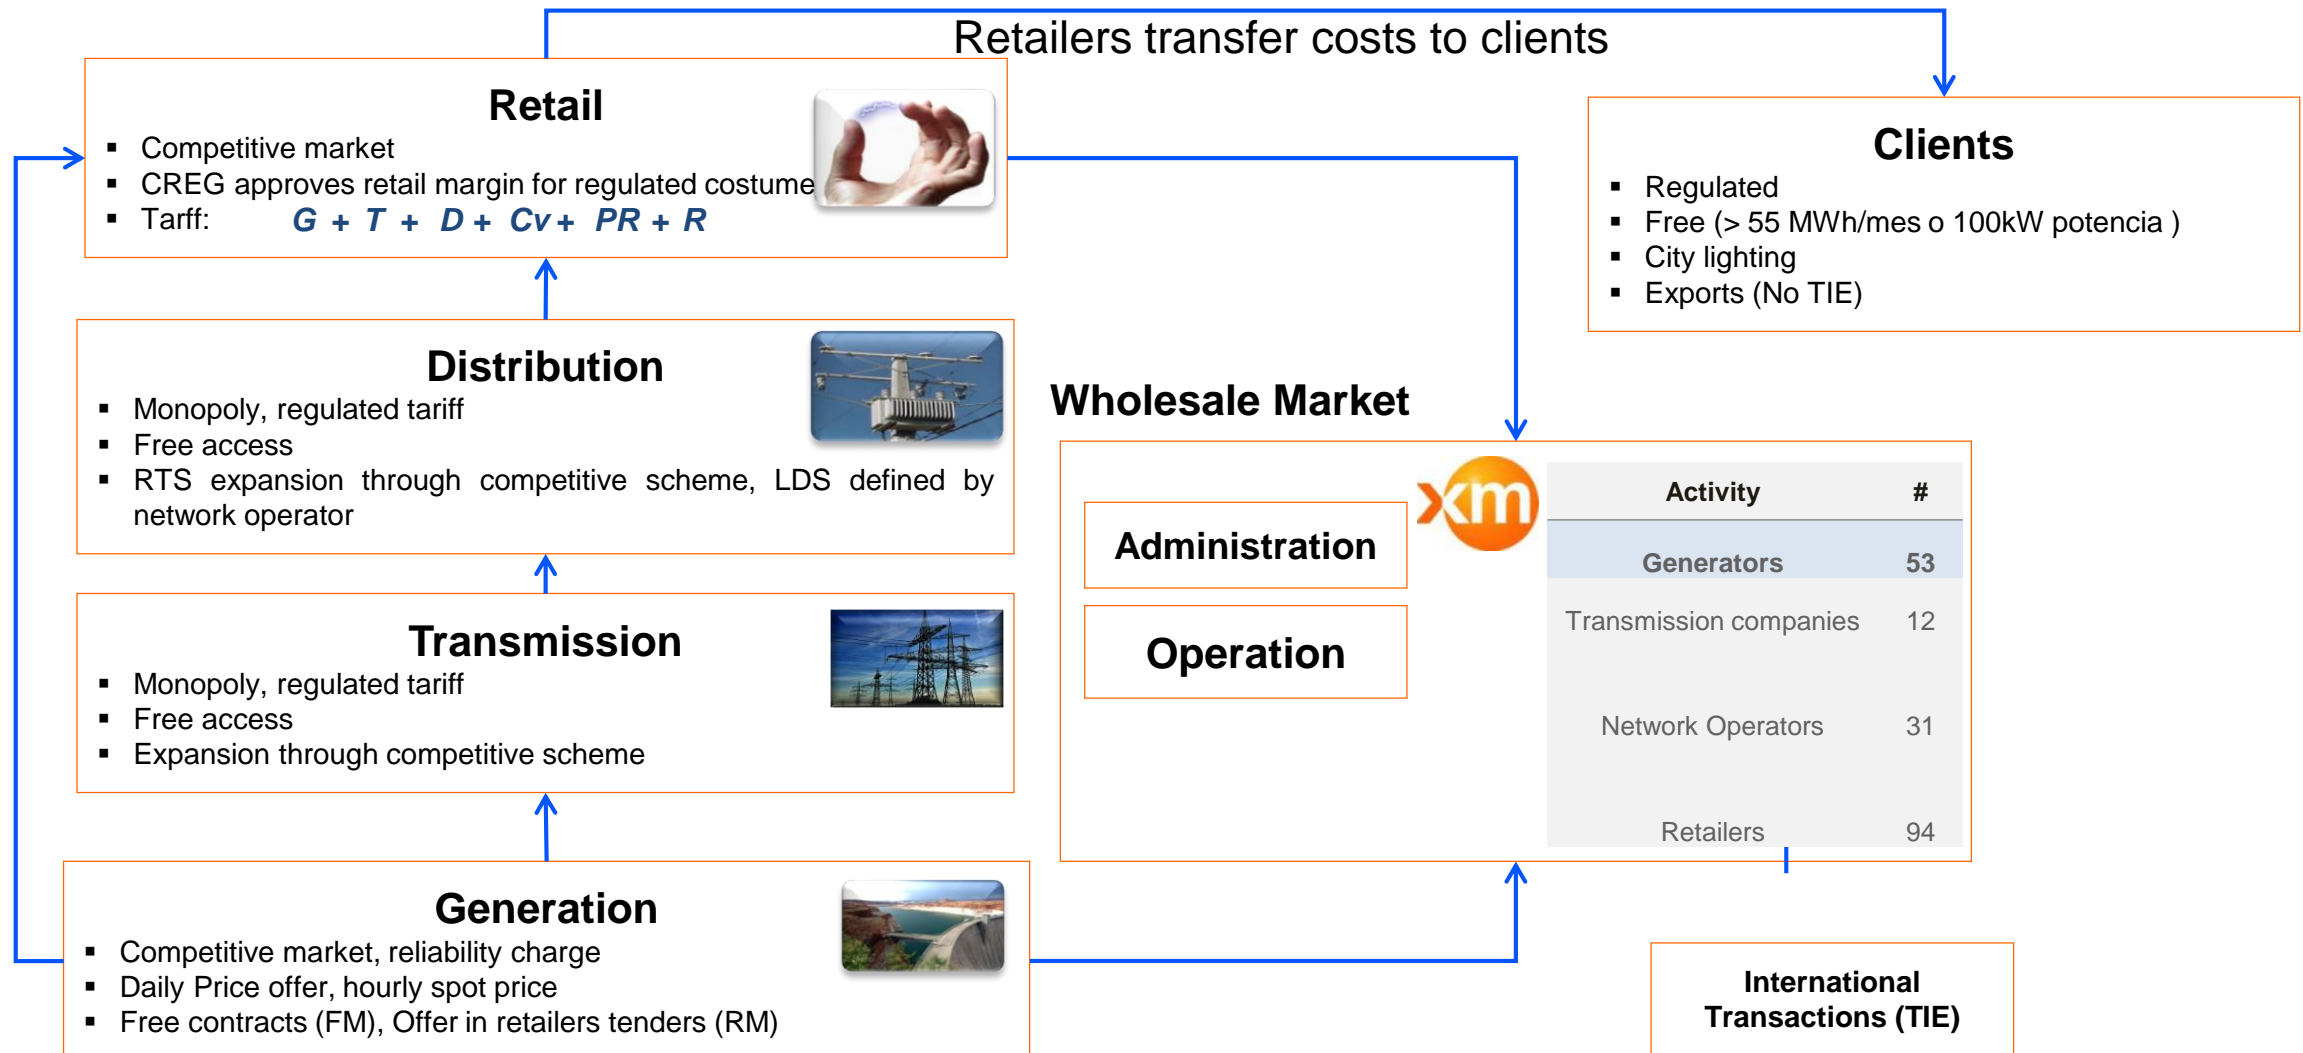 Retailers transfer costs to clients
Retail
▪ Competitive market
▪ CREG approves retail margin for regulated costume
▪ Tarff: G + T + D + Cv + PR + R
Clients
▪ Regulated
▪ Free (> 55 MWh/mes o 100kW potencia )
▪ City lighting
▪ Exports (No TIE)
Distribution
▪ Monopoly, regulated tariff
▪ Free access
▪ RTS expansion through competitive scheme, LDS defined by
network operator
Wholesale Market
Administration
Operation
xm
Activity #
Generators 53
Transmission companies 12
Network Operators 31
Retailers 94
Transmission
▪ Monopoly, regulated tariff
▪ Free access
▪ Expansion through competitive scheme
Generation
▪ Competitive market, reliability charge
▪ Daily Price offer, hourly spot price
▪ Free contracts (FM), Offer in retailers tenders (RM)
International
Transactions (TIE)